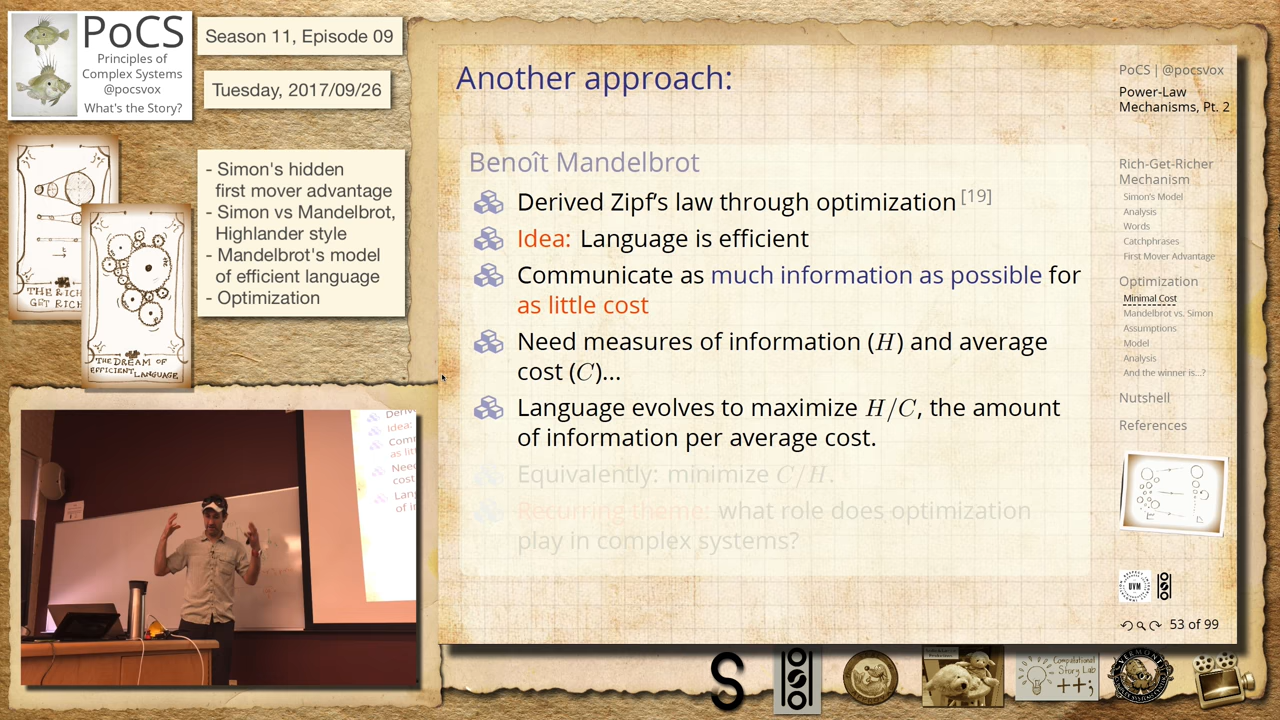 PoCS
Principles of
Complex Systems
@pocsvox
What's the Story?
Season 11, Episode 09
Tuesday, 2017/09/26
- Simon's hidden
first mover advantage
- Simon vs Mandelbrot,
Highlander style
- Mandelbrot's model
of efficient language
- Optimization
THE RICH
GET RICH
THE DREAM OF
EFFICIENT LANGUAGE
Another approach:
Benoît Mandelbrot
Derived Zipf's law through optimization [19]
Idea: Language is efficient
Communicate as much information as possible for
as little cost
Need measures of information (H) and average
cost (C)...
Language evolves to maximize H/C, the amount
of information per average cost.
Equivalently: minimize C/H.
Recurring theme: what role does optimization
play in complex systems?
PoCS | @pocsvox
Power-Law
Mechanisms, Pt. 2
Rich-Get-Richer
Mechanism
Simon's Model
Analysis
Words
Catchphrases
First Mover Advantage
Optimization
Minimal Cost
Mandelbrot vs. Simon
Assumptions
Model
Analysis
And the winner is...?
Nutshell
References
UVM
53 of 99
Computational
Story Lab
++;